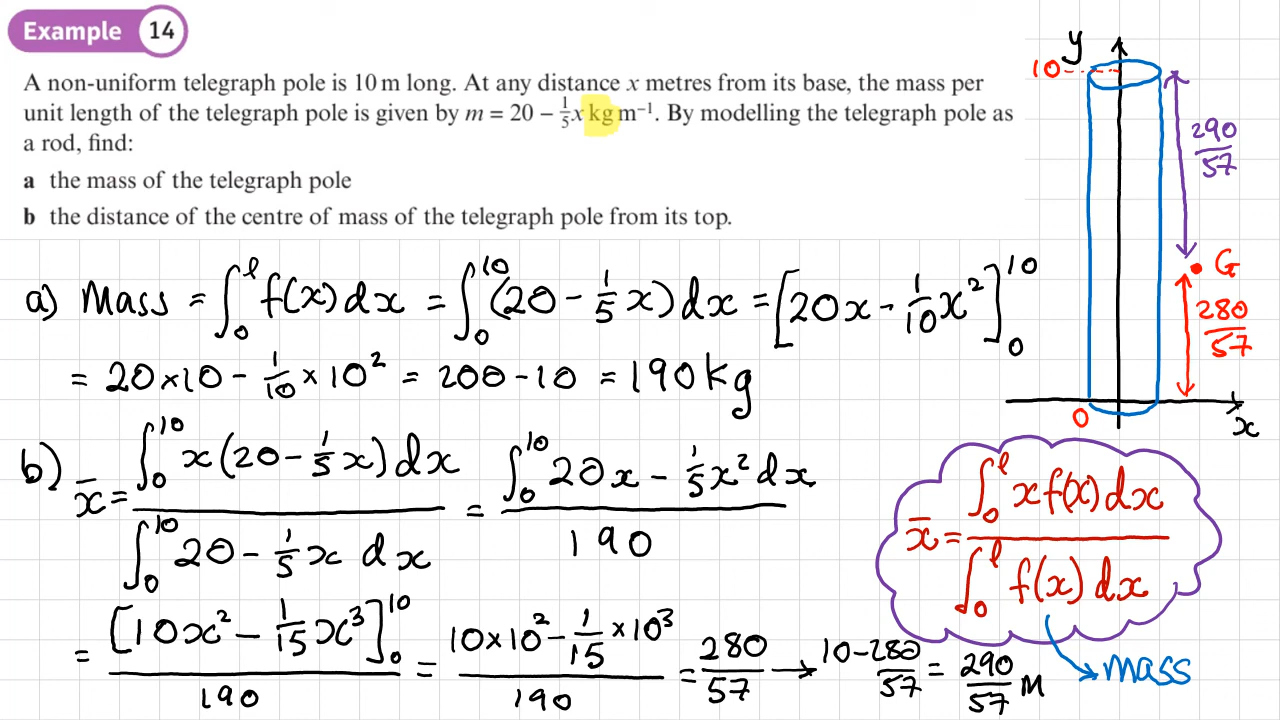 Example 14
A non-uniform telegraph pole is 10 m long. At any distance x metres from its base, the mass per
unit length of the telegraph pole is given by m = 20 − 1/5 x kg m⁻¹. By modelling the telegraph pole as
a rod, find:
a the mass of the telegraph pole
b the distance of the centre of mass of the telegraph pole from its top.
a) Mass = ∫₀ˡ f(x) dx = ∫₀¹⁰ (20 − 1/5 x) dx = [20x − 1/10 x²]₀¹⁰
= 20×10 − 1/10 × 10² = 200 − 10 = 190 kg
b) x̄ = ∫₀¹⁰ x(20 − 1/5 x) dx / ∫₀¹⁰ 20 − 1/5 x dx = ∫₀¹⁰ 20x − 1/5 x² dx / 190
= [10x² − 1/15 x³]₀¹⁰ / 190 = 10×10² − 1/15 × 10³ / 190 = 280/57 → 10 − 280/57 = 290/57 m
y
10
290/57
G
280/57
0
x
x̄ = ∫₀ˡ x f(x) dx / ∫₀ˡ f(x) dx
mass